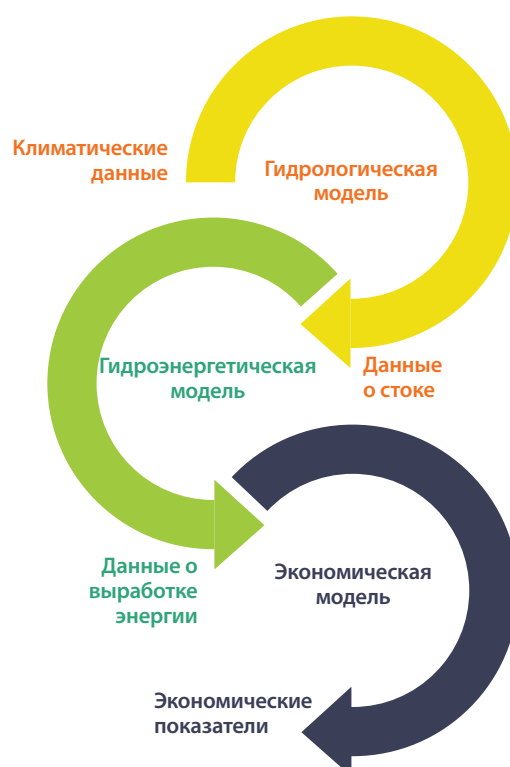 Климатические
данные
Гидрологическая
модель
Гидроэнергетическая
модель
Данные
о стоке
Данные о
выработке
энергии
Экономическая
модель
Экономические
показатели